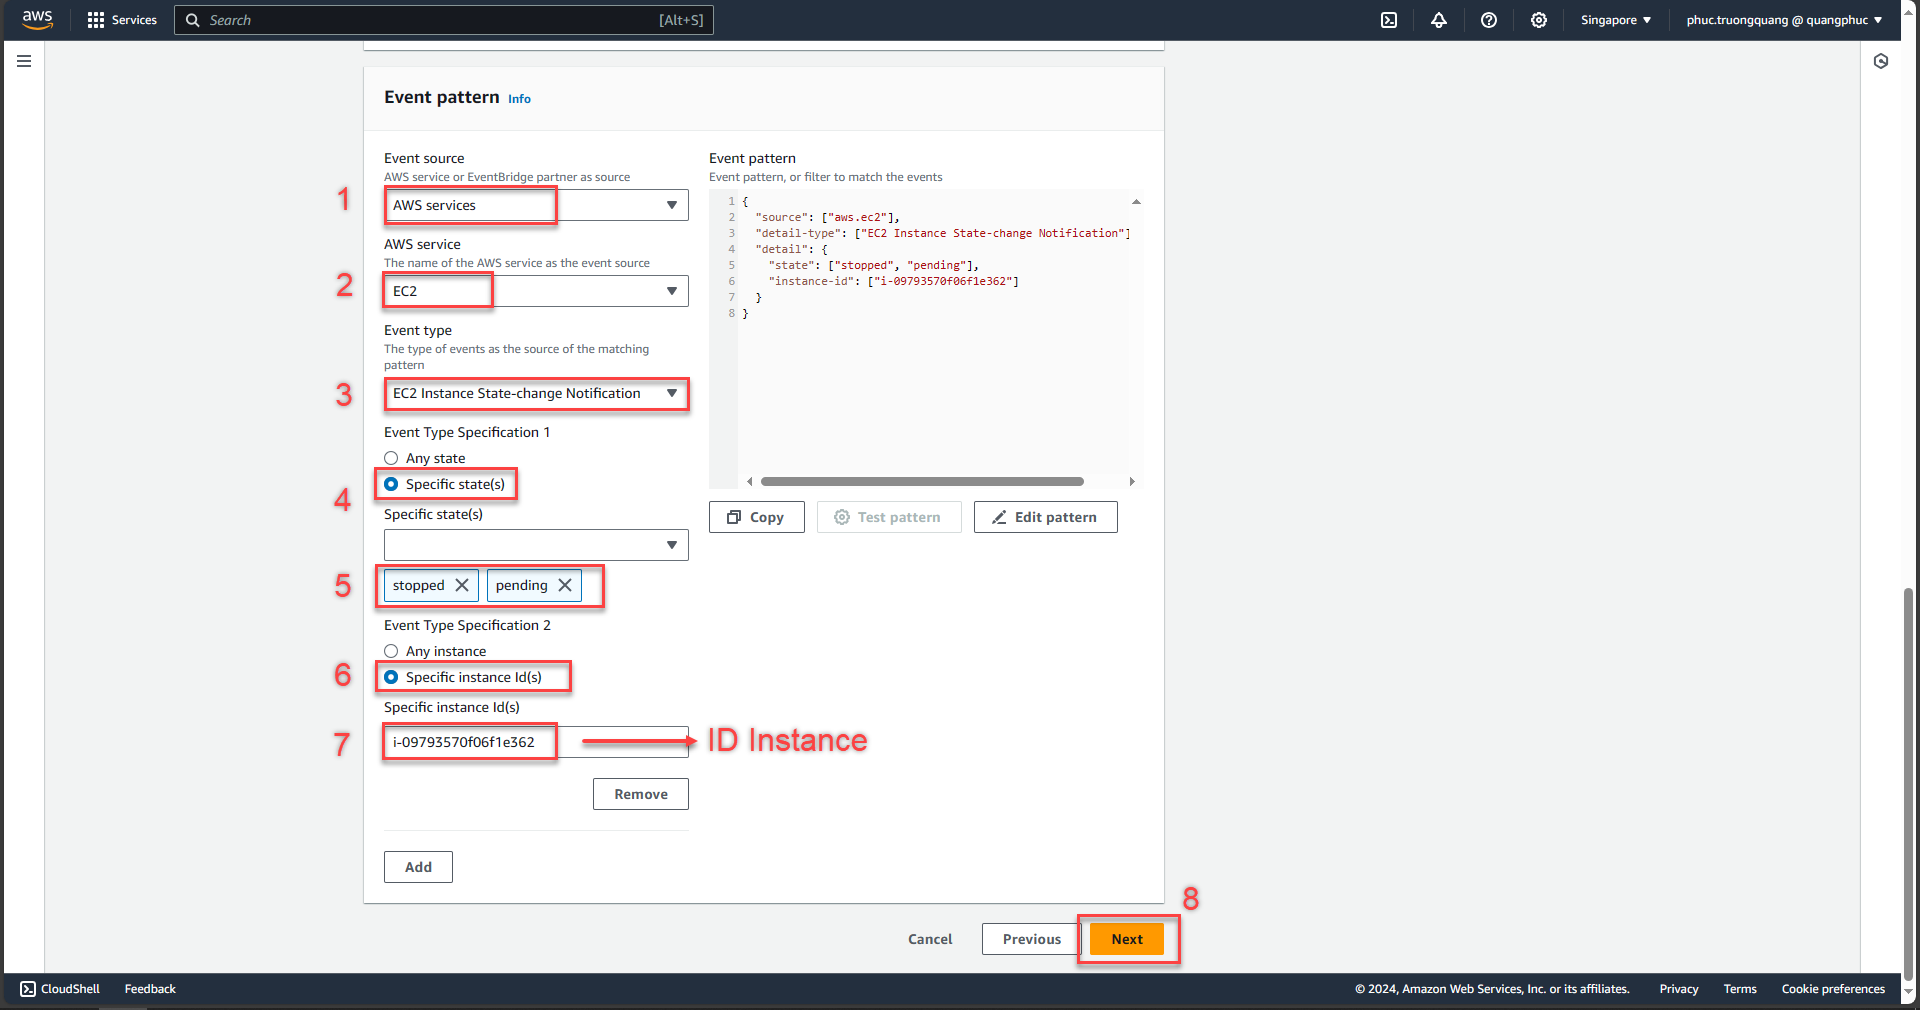 aws
Services
Search
[Alt+S]
Singapore
phuc.truongquang @ quangphuc
Event pattern Info
Event source
AWS service or EventBridge partner as source
1
AWS services
AWS service
The name of the AWS service as the event source
2
EC2
Event type
The type of events as the source of the matching
pattern
3
EC2 Instance State-change Notification
Event Type Specification 1
Any state
Specific state(s)
4
Specific state(s)
5
stopped
pending
Event Type Specification 2
Any instance
6
Specific instance Id(s)
Specific instance Id(s)
7
i-09793570f06f1e362
ID Instance
Remove
Add
Event pattern
Event pattern, or filter to match the events
1 {
2 "source": ["aws.ec2"],
3 "detail-type": ["EC2 Instance State-change Notification"]
4 "detail": {
5 "state": ["stopped", "pending"],
6 "instance-id": ["i-09793570f06f1e362"]
7 }
8 }
Copy
Test pattern
Edit pattern
8
Cancel
Previous
Next
CloudShell
Feedback
© 2024, Amazon Web Services, Inc. or its affiliates.
Privacy
Terms
Cookie preferences